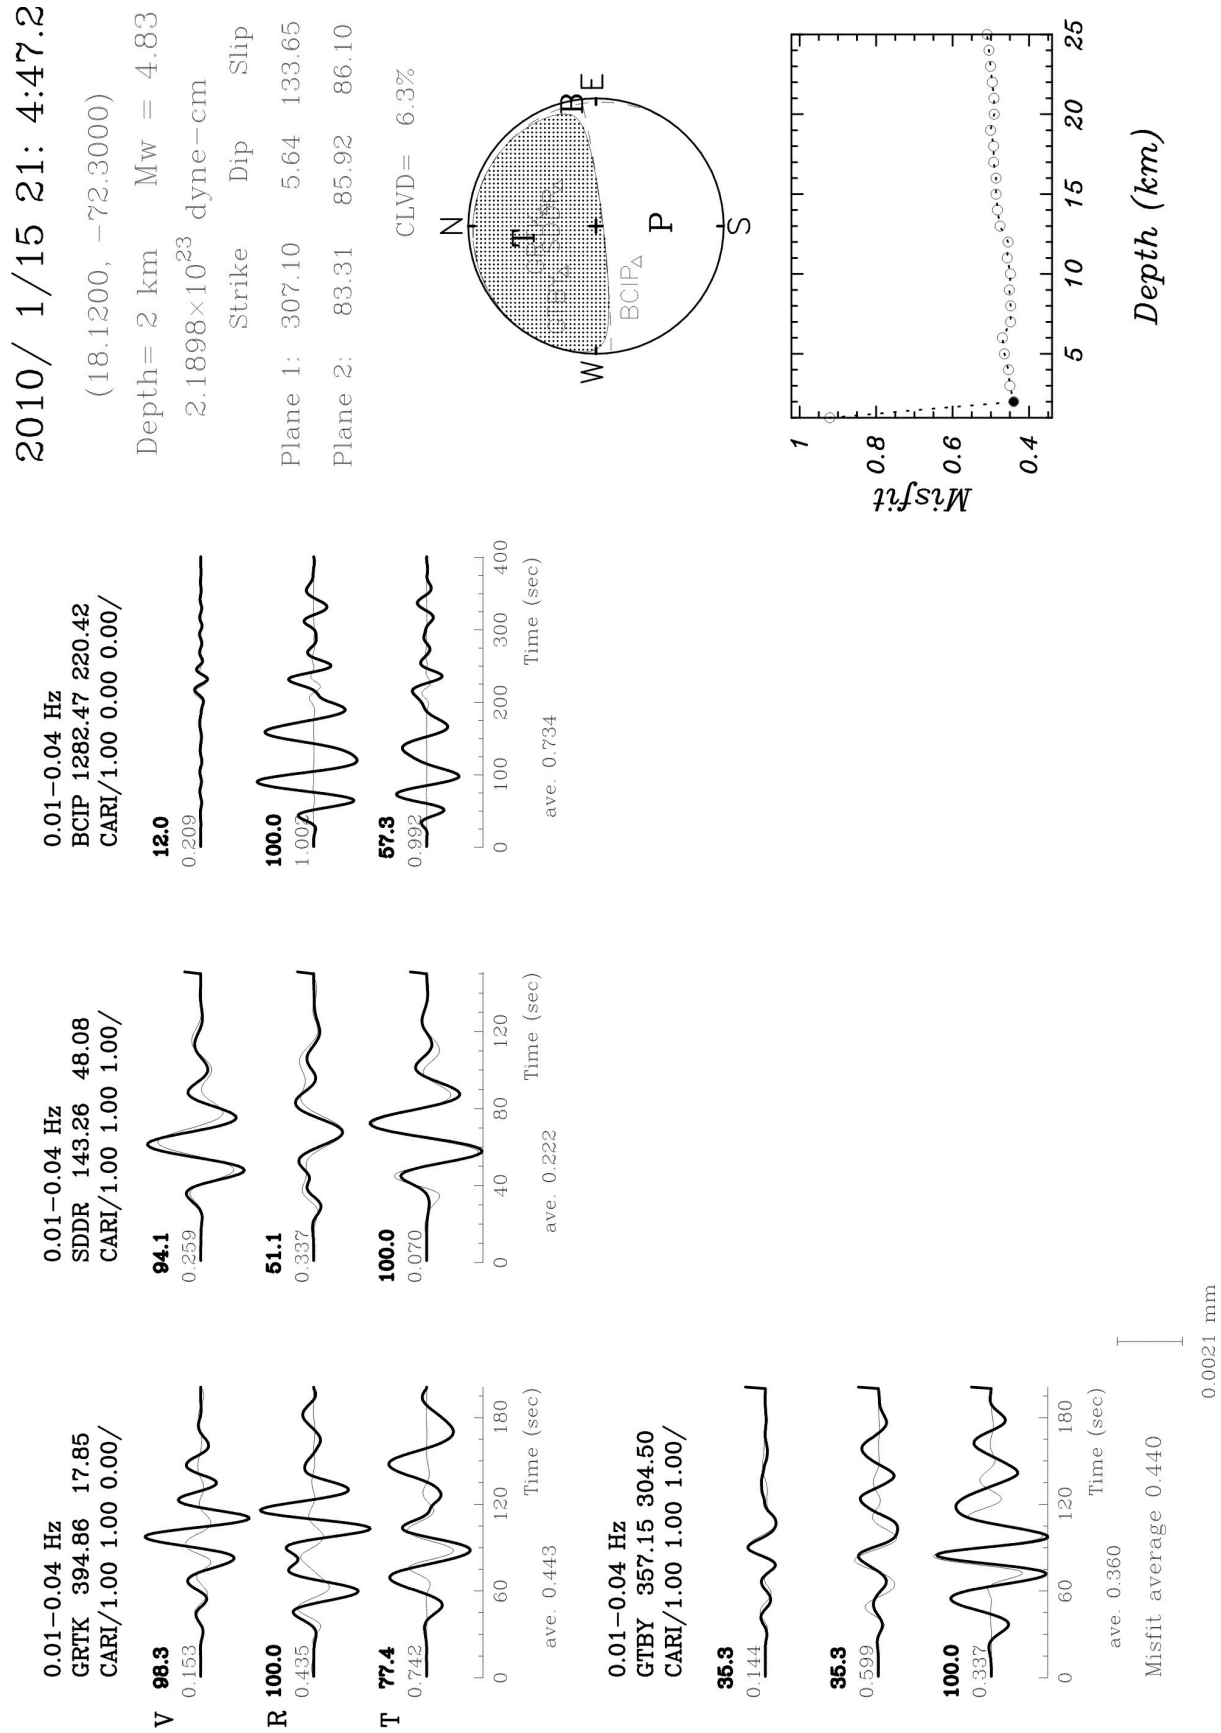 2010/ 1/15 21: 4:47.2
(18.1200, -72.3000)
Depth= 2 km Mw = 4.83
2.1898×10²³ dyne-cm
Strike Dip Slip
Plane 1: 307.10 5.64 133.65
Plane 2: 83.31 85.92 86.10
CLVD= 6.3%
N
W
E
S
T
B
P
BCIP
Misfit
1
0.8
0.6
0.4
5 10 15 20 25
Depth (km)
0.01-0.04 Hz
GRTK 394.86 17.85
CARI/1.00 1.00 1.00 0.00/
V 98.3
0.153
R 100.0
0.435
T 77.4
0.742
0 60 120 180
Time (sec)
ave. 0.443
0.01-0.04 Hz
SDDR 143.26 48.08
CARI/1.00 1.00 1.00 1.00/
94.1
0.259
51.1
0.337
100.0
0.070
0 40 80 120
Time (sec)
ave. 0.222
0.01-0.04 Hz
BCIP 1282.47 220.42
CARI/1.00 0.00 0.00 0.00/
12.0
0.209
100.0
57.3
0.992
0 100 200 300 400
Time (sec)
ave. 0.734
0.01-0.04 Hz
GTBY 357.15 304.50
CARI/1.00 1.00 1.00 1.00/
35.3
0.144
35.3
0.599
100.0
0.337
0 60 120 180
Time (sec)
ave. 0.360
Misfit average 0.440
0.0021 mm